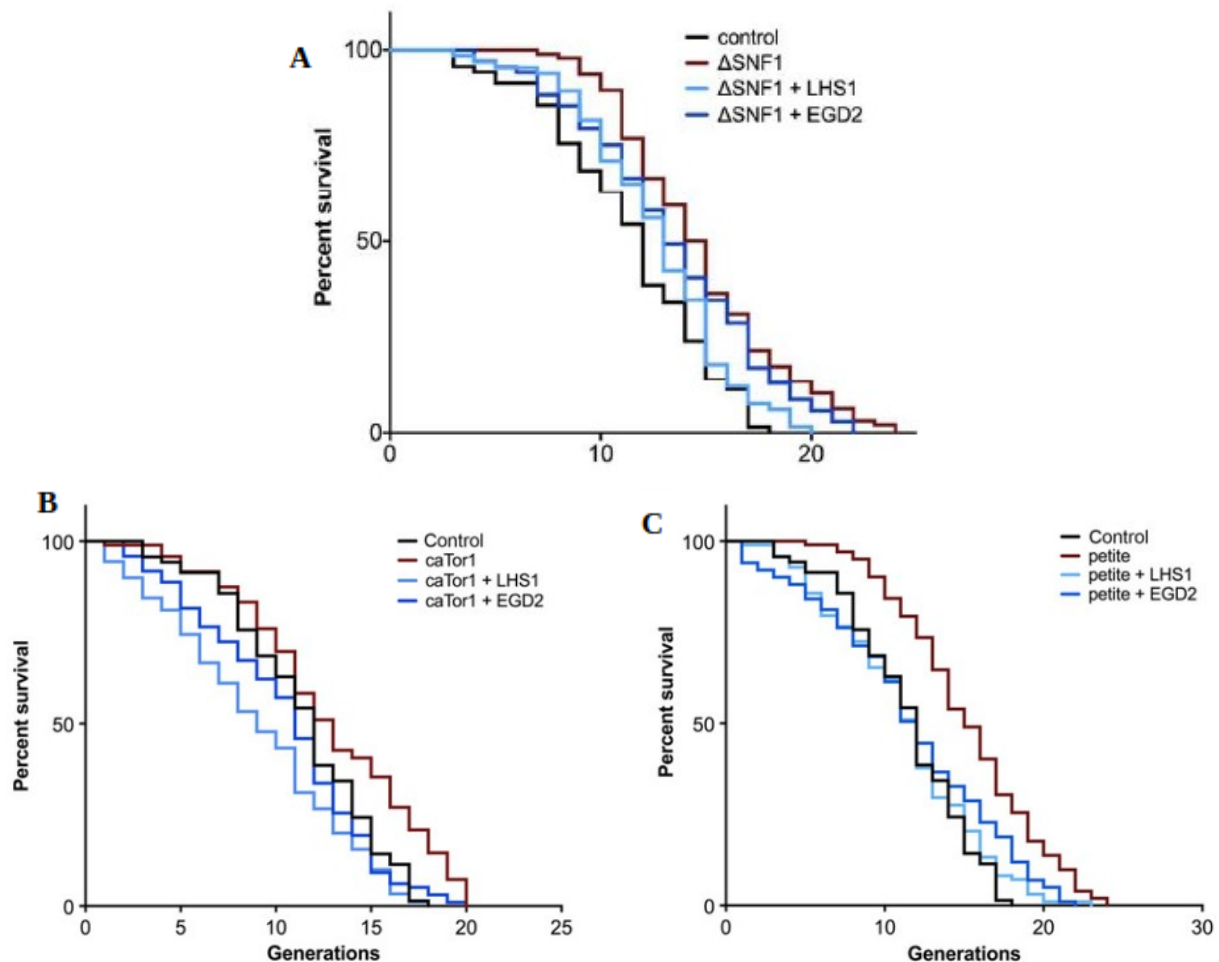 A
control
ΔSNF1
ΔSNF1 + LHS1
ΔSNF1 + EGD2
Percent survival
100
50
0
0 10 20
B
Control
caTor1
caTor1 + LHS1
caTor1 + EGD2
Percent survival
100
50
0
0 5 10 15 20 25
Generations
C
Control
petite
petite + LHS1
petite + EGD2
Percent survival
100
50
0
0 10 20 30
Generations